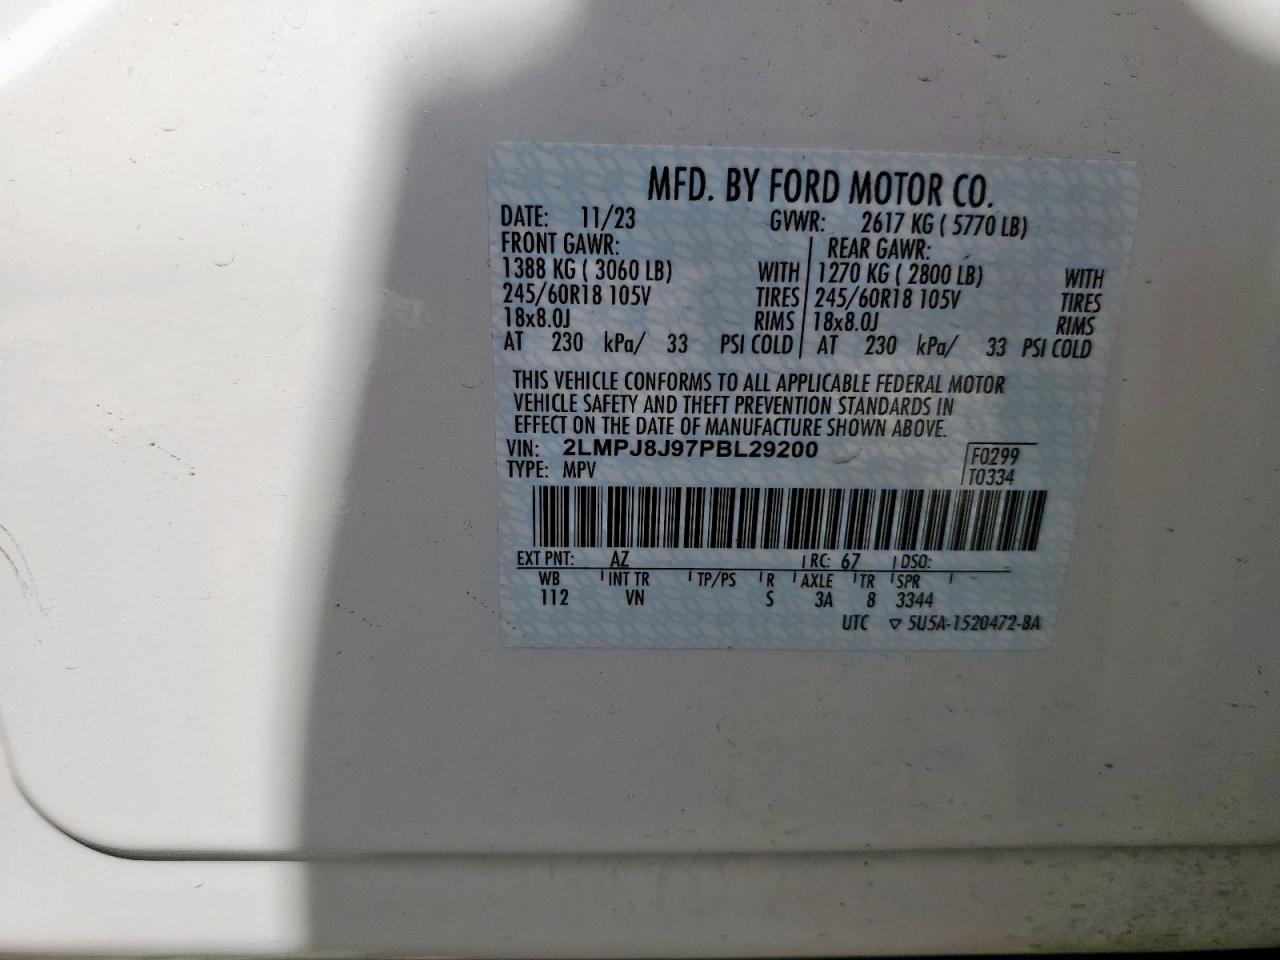 MFD. BY FORD MOTOR CO.
DATE: 11/23 GVWR: 2617 KG ( 5770 LB)
FRONT GAWR: REAR GAWR:
1388 KG ( 3060 LB) WITH 1270 KG ( 2800 LB) WITH
245/60R18 105V TIRES 245/60R18 105V TIRES
18x8.0J RIMS 18x8.0J RIMS
AT 230 kPa/ 33 PSI COLD AT 230 kPa/ 33 PSI COLD
THIS VEHICLE CONFORMS TO ALL APPLICABLE FEDERAL MOTOR
VEHICLE SAFETY AND THEFT PREVENTION STANDARDS IN
EFFECT ON THE DATE OF MANUFACTURE SHOWN ABOVE.
VIN: 2LMPJ8J97PBL29200 F0299
TYPE: MPV T0334
EXT PNT: AZ RC: 67 DSO:
WB INT TR TP/PS R AXLE TR SPR
112 VN S 3A 8 3344
UTC ▽ 5U5A-1520472-BA